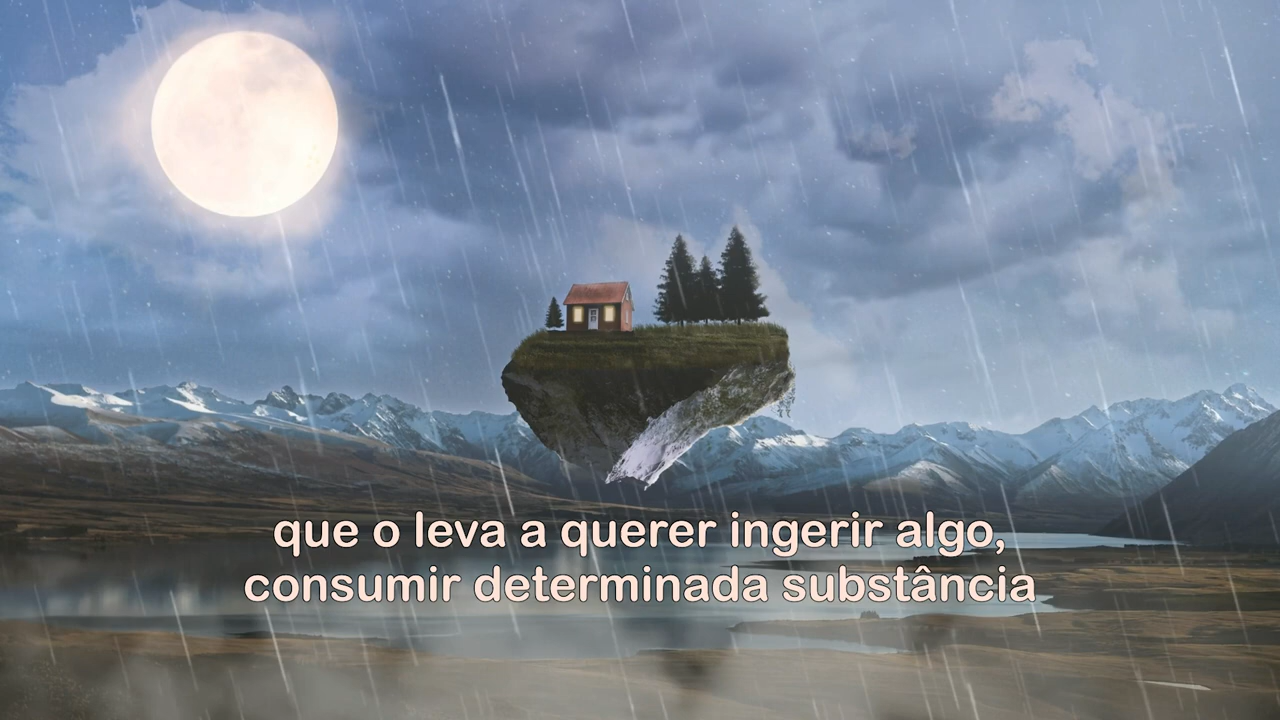 que o leva a querer ingerir algo,
consumir determinada substância